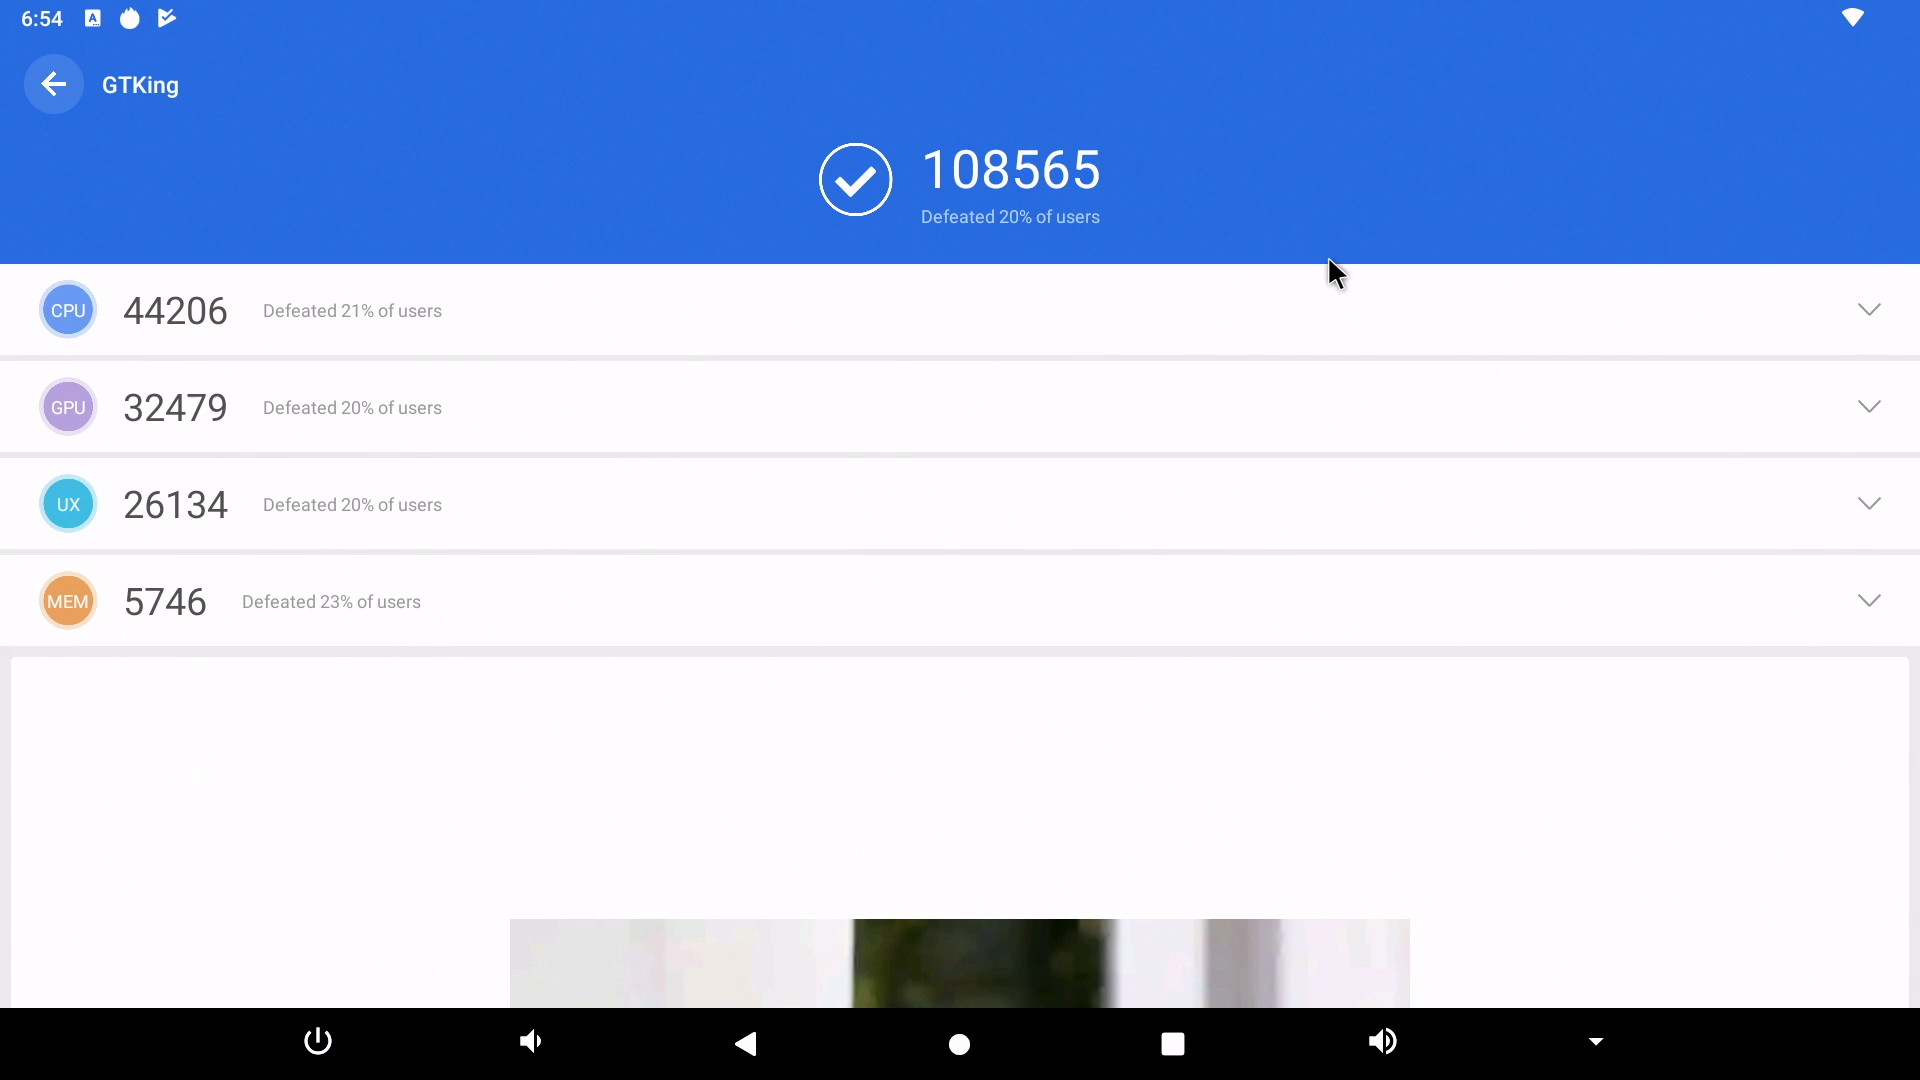 6:54
GTKing
108565
Defeated 20% of users
CPU 44206 Defeated 21% of users
GPU 32479 Defeated 20% of users
UX 26134 Defeated 20% of users
MEM 5746 Defeated 23% of users